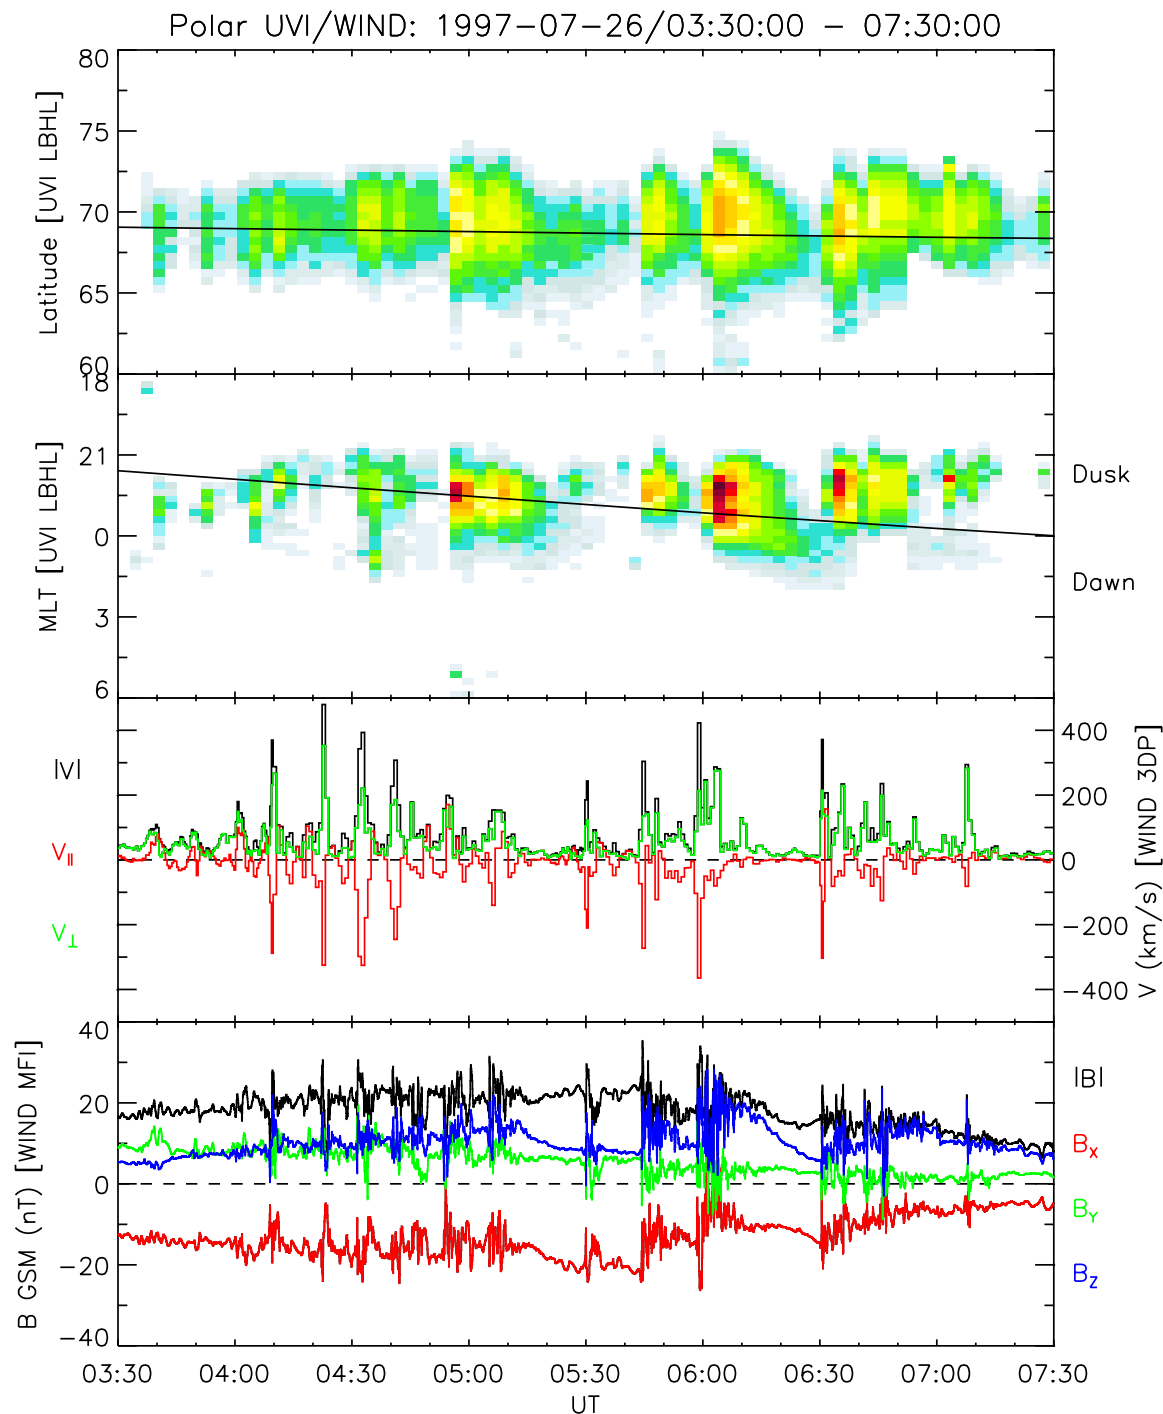 Polar UVI/WIND: 1997-07-26/03:30:00 - 07:30:00
80
75
70
65
60
Latitude [UVI LBHL]
18
21
0
3
6
MLT [UVI LBHL]
Dusk
Dawn
|V|
V∥
V⊥
400
200
0
-200
-400
V (km/s) [WIND 3DP]
40
20
0
-20
-40
B GSM (nT) [WIND MFI]
|B|
Bx
BY
Bz
03:30 04:00 04:30 05:00 05:30 06:00 06:30 07:00 07:30
UT